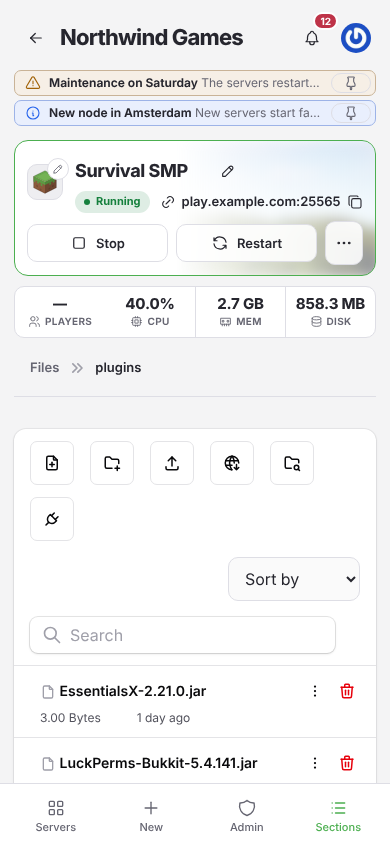 Northwind Games
12
Maintenance on Saturday The servers restart...
New node in Amsterdam New servers start fa...
Survival SMP
Running
play.example.com:25565
Stop
Restart
— 40.0% 2.7 GB 858.3 MB
PLAYERS CPU MEM DISK
Files plugins
Sort by
Search
EssentialsX-2.21.0.jar
3.00 Bytes 1 day ago
LuckPerms-Bukkit-5.4.141.jar
Servers New Admin Sections